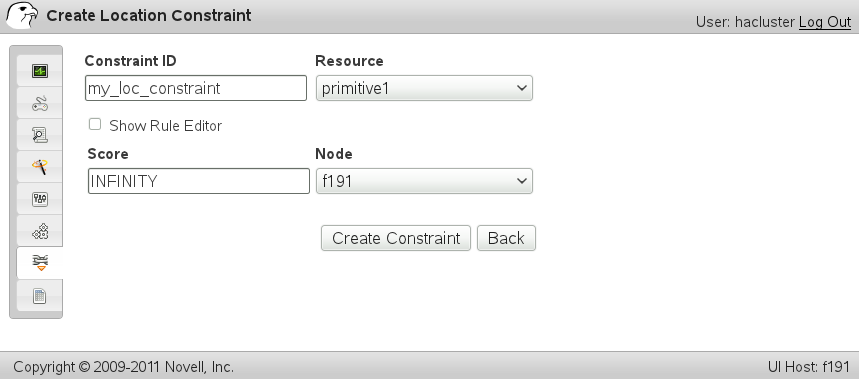 Create Location Constraint
User: hacluster Log Out
Constraint ID Resource
my_loc_constraint primitive1
Show Rule Editor
Score Node
INFINITY f191
Create Constraint Back
Copyright © 2009-2011 Novell, Inc. UI Host: f191